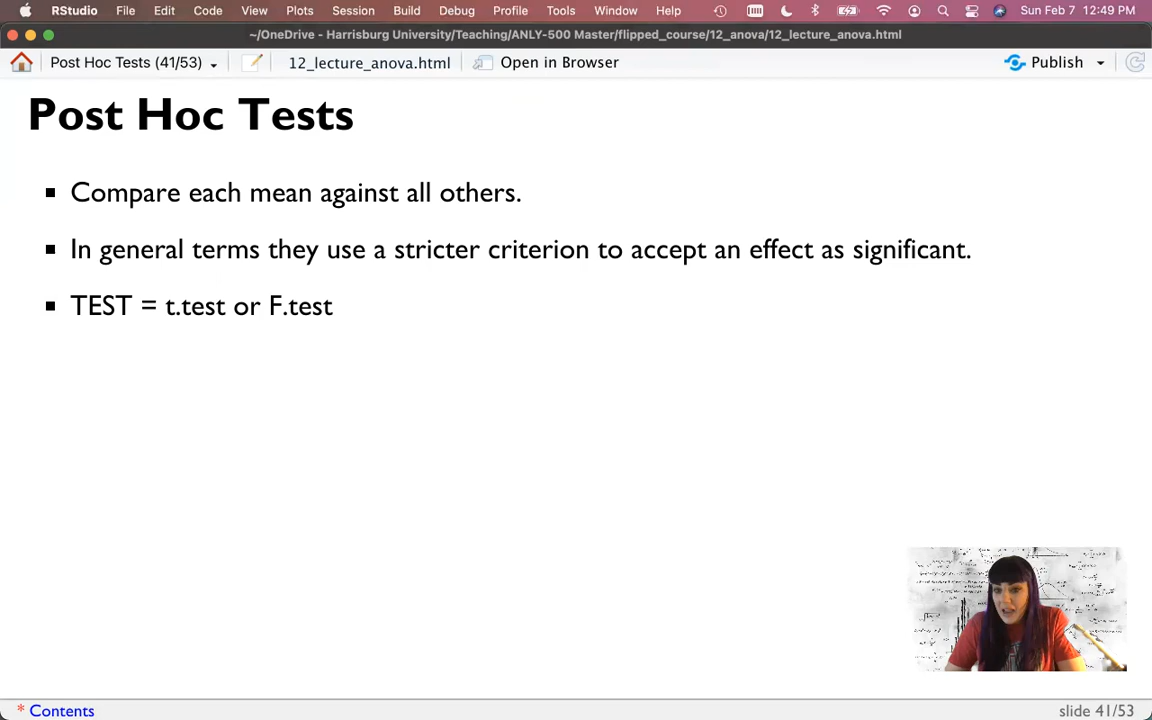 RStudio File Edit Code View Plots Session Build Debug Profile Tools Window Help Sun Feb 7 12:49 PM
~/OneDrive - Harrisburg University/Teaching/ANLY-500 Master/flipped_course/12_anova/12_lecture_anova.html
Post Hoc Tests (41/53) 12_lecture_anova.html Open in Browser Publish
Post Hoc Tests
▪ Compare each mean against all others.
▪ In general terms they use a stricter criterion to accept an effect as significant.
▪ TEST = t.test or F.test
* Contents slide 41/53